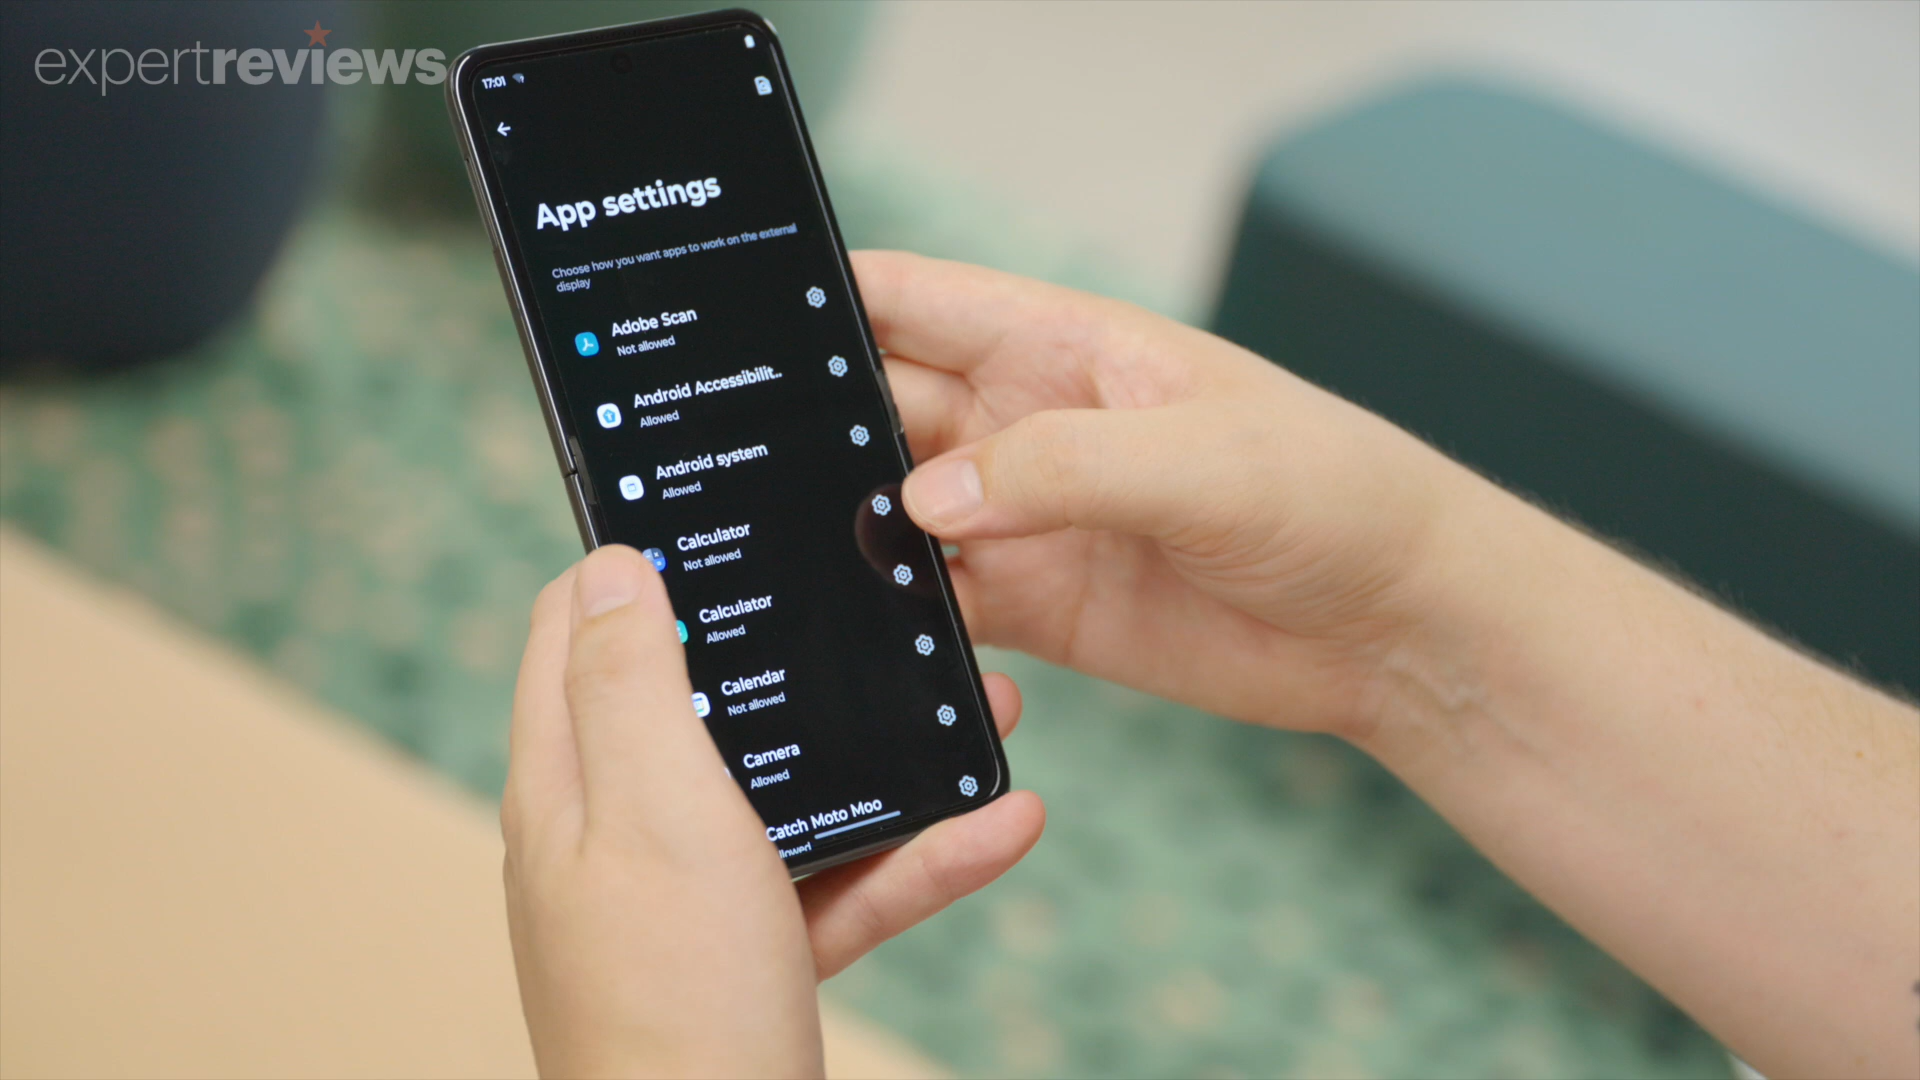 expertreviews
17:01
App settings
Choose how you want apps to work on the external
display
Adobe Scan
Not allowed
Android Accessibilit..
Allowed
Android system
Allowed
Calculator
Not allowed
Calculator
Allowed
Calendar
Not allowed
Camera
Allowed
Catch Moto Moo
llowed